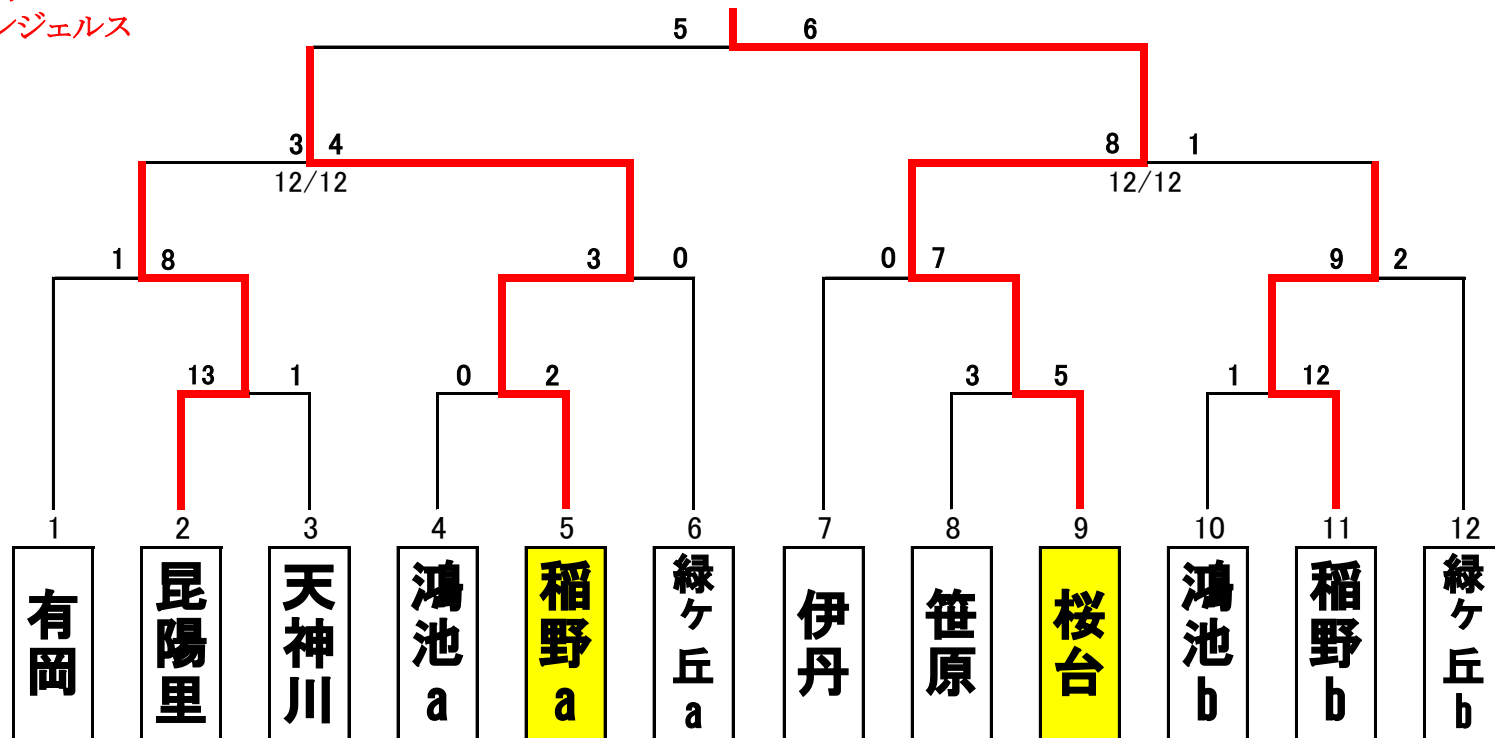 ンジェルス
5 6
3 4 8 1
12/12 12/12
1 8 3 0 0 7 9 2
13 1 0 2 3 5 1 12
1 2 3 4 5 6 7 8 9 10 11 12
有岡
昆陽里
天神川
鴻池a
稲野a
緑ヶ丘a
伊丹
笹原
桜台
鴻池b
稲野b
緑ヶ丘b